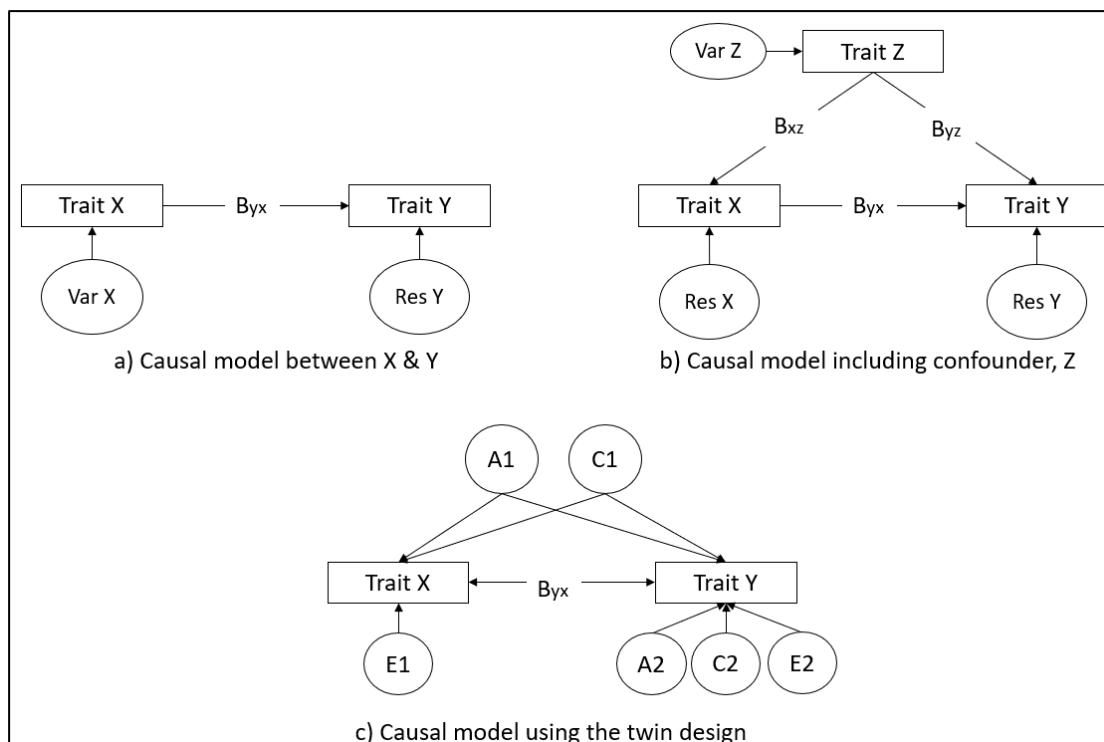 Trait X
Byx
Trait Y
Var X
Res Y
a) Causal model between X & Y
Var Z
Trait Z
Bxz
Byz
Trait X
Byx
Trait Y
Res X
Res Y
b) Causal model including confounder, Z
A1
C1
Trait X
Byx
Trait Y
E1
A2
C2
E2
c) Causal model using the twin design